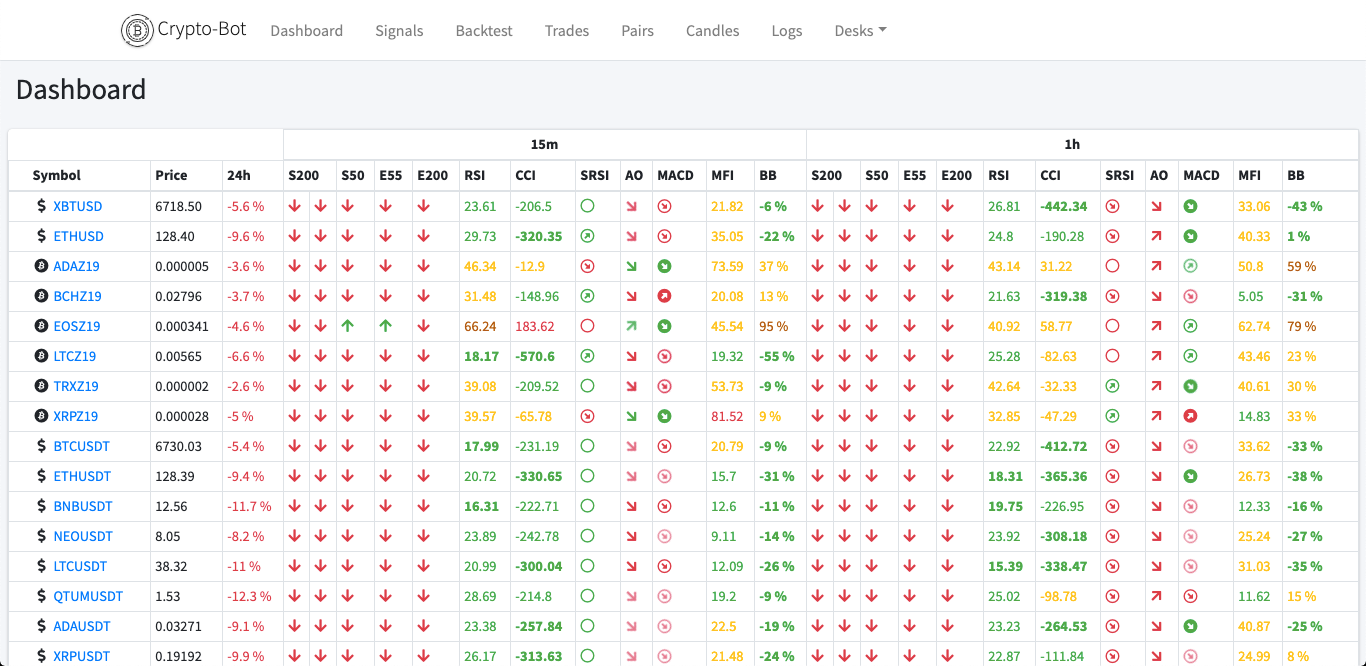 Crypto-Bot Dashboard Signals Backtest Trades Pairs Candles Logs Desks
Dashboard
15m 1h
Symbol Price 24h S200 S50 E55 E200 RSI CCI SRSI AO MACD MFI BB S200 S50 E55 E200 RSI CCI SRSI AO MACD MFI BB
$ XBTUSD 6718.50 -5.6 % 23.61 -206.5 21.82 -6 % 26.81 -442.34 33.06 -43 %
$ ETHUSD 128.40 -9.6 % 29.73 -320.35 35.05 -22 % 24.8 -190.28 40.33 1 %
ADAZ19 0.000005 -3.6 % 46.34 -12.9 73.59 37 % 43.14 31.22 50.8 59 %
BCHZ19 0.02796 -3.7 % 31.48 -148.96 20.08 13 % 21.63 -319.38 5.05 -31 %
EOSZ19 0.000341 -4.6 % 66.24 183.62 45.54 95 % 40.92 58.77 62.74 79 %
LTCZ19 0.00565 -6.6 % 18.17 -570.6 19.32 -55 % 25.28 -82.63 43.46 23 %
TRXZ19 0.000002 -2.6 % 39.08 -209.52 53.73 -9 % 42.64 -32.33 40.61 30 %
XRPZ19 0.000028 -5 % 39.57 -65.78 81.52 9 % 32.85 -47.29 14.83 33 %
$ BTCUSDT 6730.03 -5.4 % 17.99 -231.19 20.79 -9 % 22.92 -412.72 33.62 -33 %
$ ETHUSDT 128.39 -9.4 % 20.72 -330.65 15.7 -31 % 18.31 -365.36 26.73 -38 %
$ BNBUSDT 12.56 -11.7 % 16.31 -222.71 12.6 -11 % 19.75 -226.95 12.33 -16 %
$ NEOUSDT 8.05 -8.2 % 23.89 -242.78 9.11 -14 % 23.92 -308.18 25.24 -27 %
$ LTCUSDT 38.32 -11 % 20.99 -300.04 12.09 -26 % 15.39 -338.47 31.03 -35 %
$ QTUMUSDT 1.53 -12.3 % 28.69 -214.8 19.2 -9 % 25.02 -98.78 11.62 15 %
$ ADAUSDT 0.03271 -9.1 % 23.38 -257.84 22.5 -19 % 23.23 -264.53 40.87 -25 %
$ XRPUSDT 0.19192 -9.9 % 26.17 -313.63 21.48 -24 % 22.87 -111.84 24.99 8 %